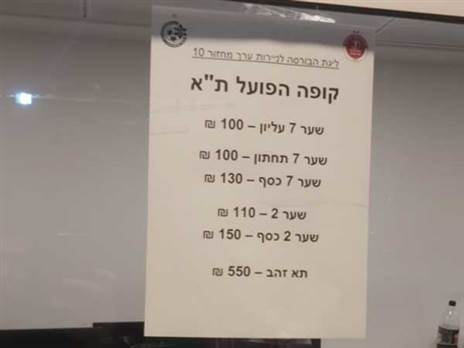 ליגת הבורסה לניירות ערך מחזור 10
קופה הפועל ת"א
שער 7 עליון – 100 ₪
שער 7 תחתון – 100 ₪
שער 7 כסף – 130 ₪
שער 2 – 110 ₪
שער 2 כסף – 150 ₪
תא זהב – 550 ₪